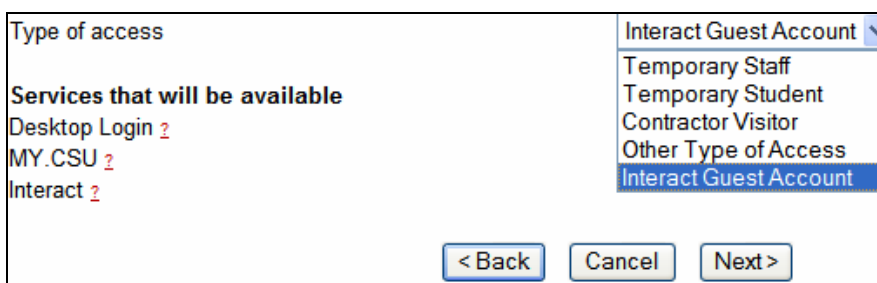 Type of access
Interact Guest Account
Temporary Staff
Temporary Student
Contractor Visitor
Other Type of Access
Interact Guest Account
Services that will be available
Desktop Login ?
MY.CSU ?
Interact ?
< Back
Cancel
Next >